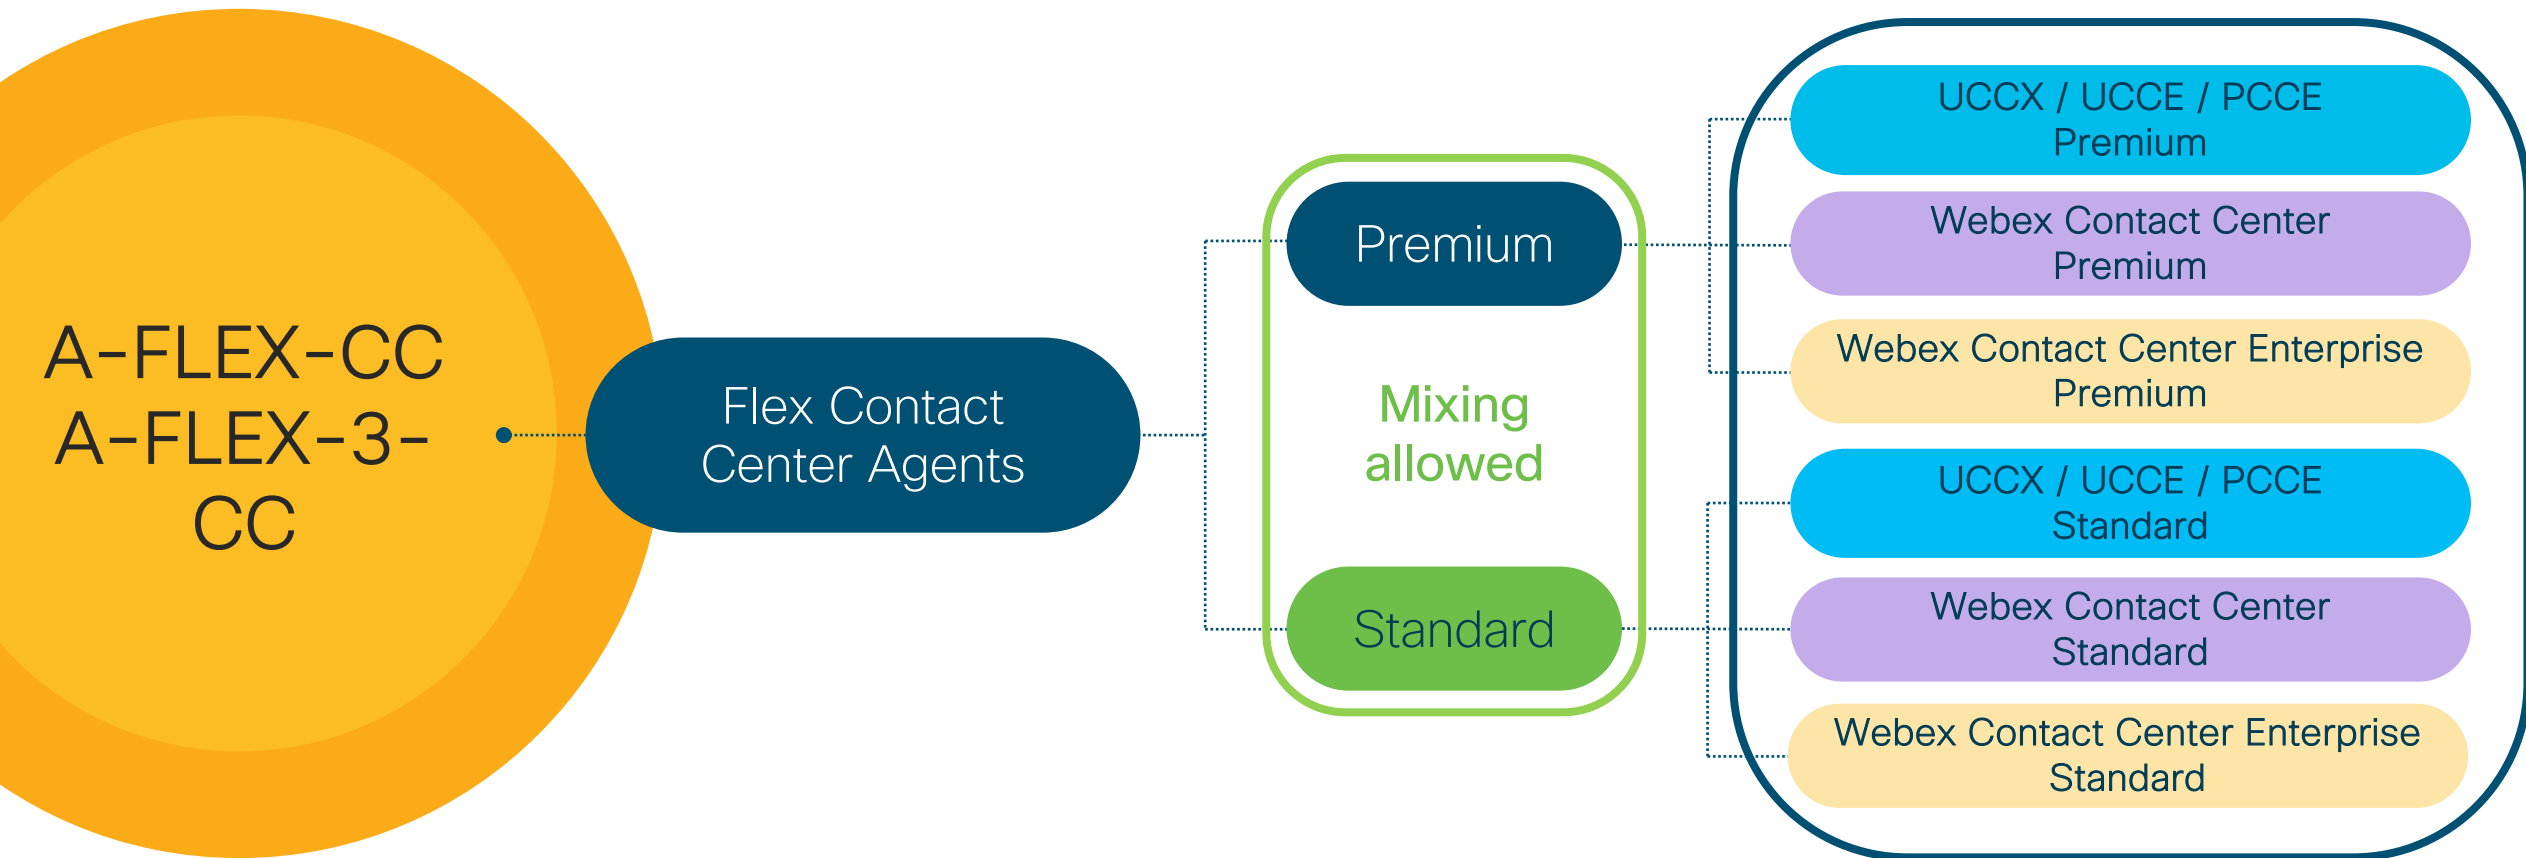 A-FLEX-CC
A-FLEX-3-
CC
Flex Contact
Center Agents
Premium
Mixing
allowed
Standard
UCCX / UCCE / PCCE
Premium
Webex Contact Center
Premium
Webex Contact Center Enterprise
Premium
UCCX / UCCE / PCCE
Standard
Webex Contact Center
Standard
Webex Contact Center Enterprise
Standard